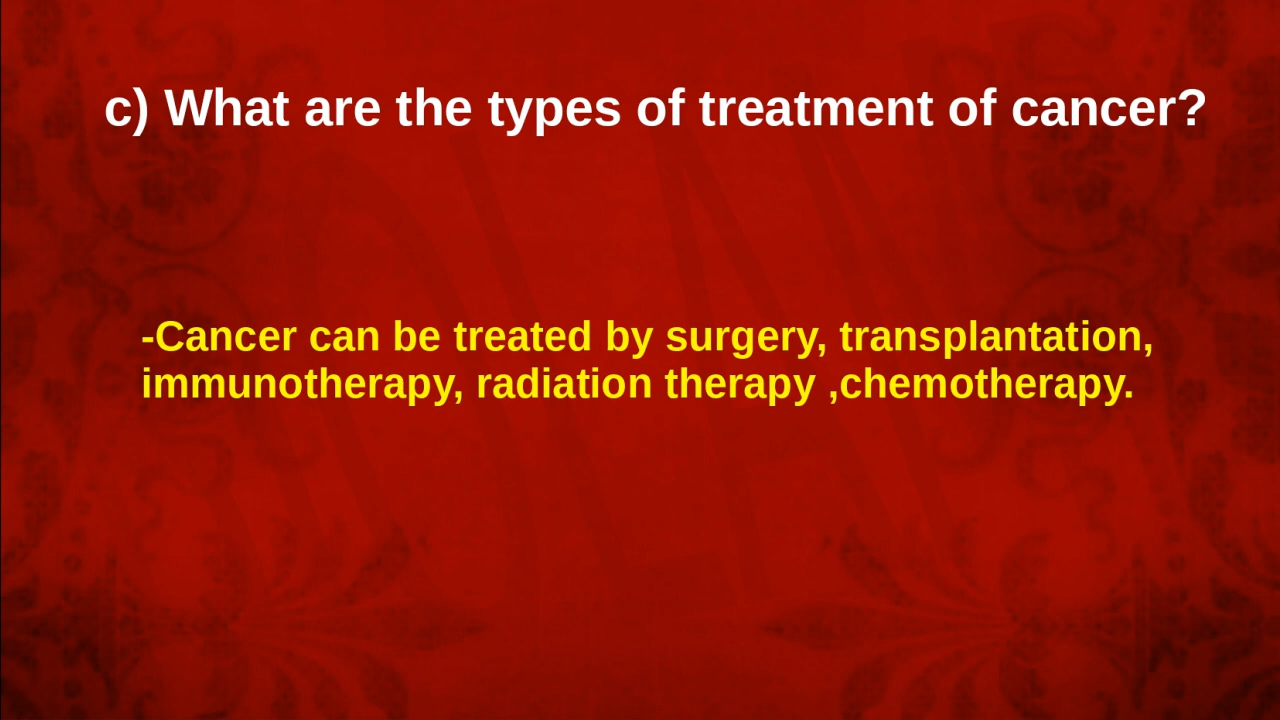 c) What are the types of treatment of cancer?
-Cancer can be treated by surgery, transplantation,
immunotherapy, radiation therapy ,chemotherapy.